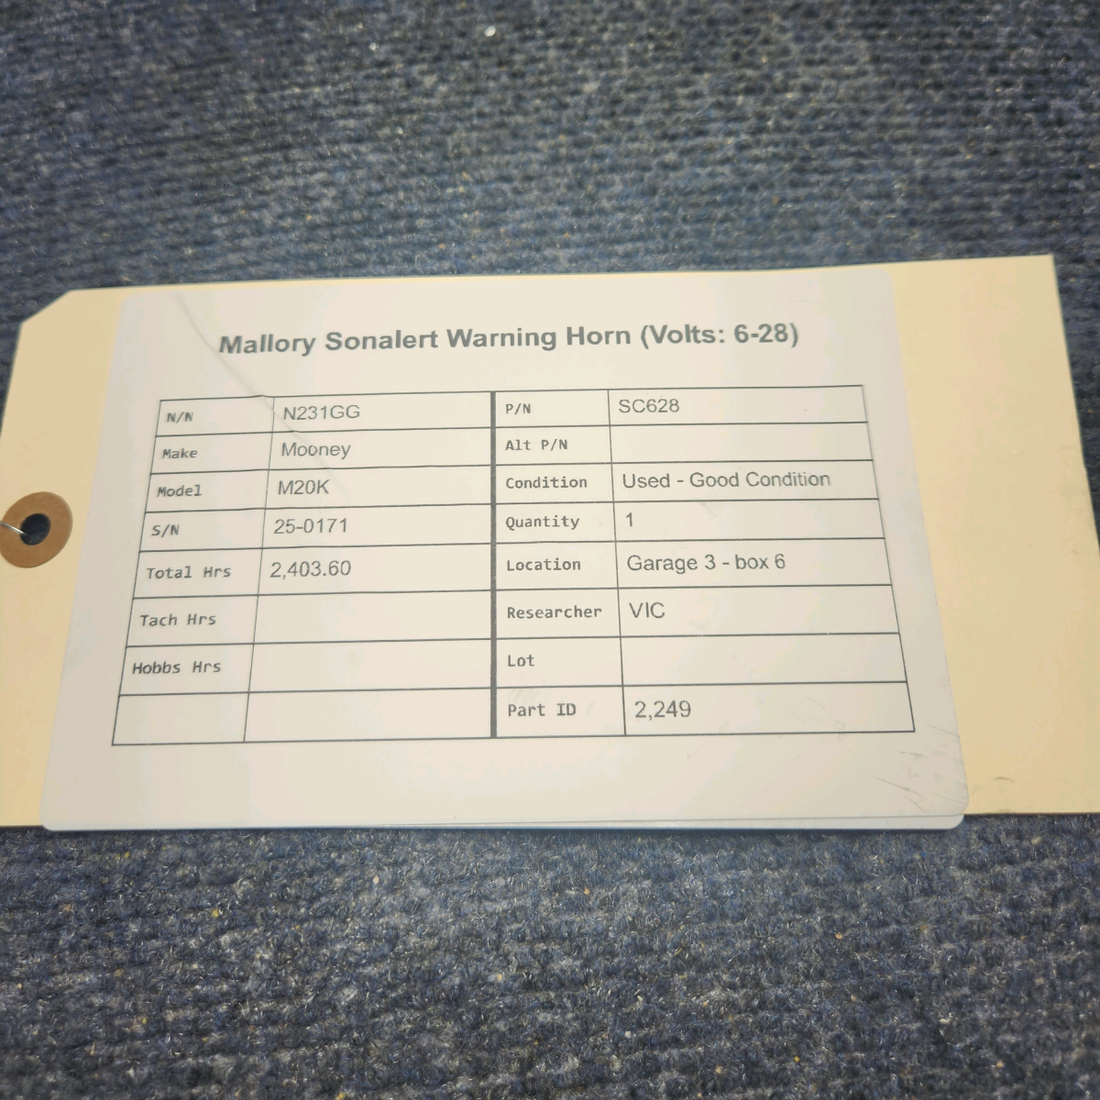 Mallory Sonalert Warning Horn (Volts: 6-28)
N/N N231GG P/N SC628
Make Mooney Alt P/N
Model M20K Condition Used - Good Condition
S/N 25-0171 Quantity 1
Total Hrs 2,403.60 Location Garage 3 - box 6
Tach Hrs Researcher VIC
Hobbs Hrs Lot
Part ID 2,249